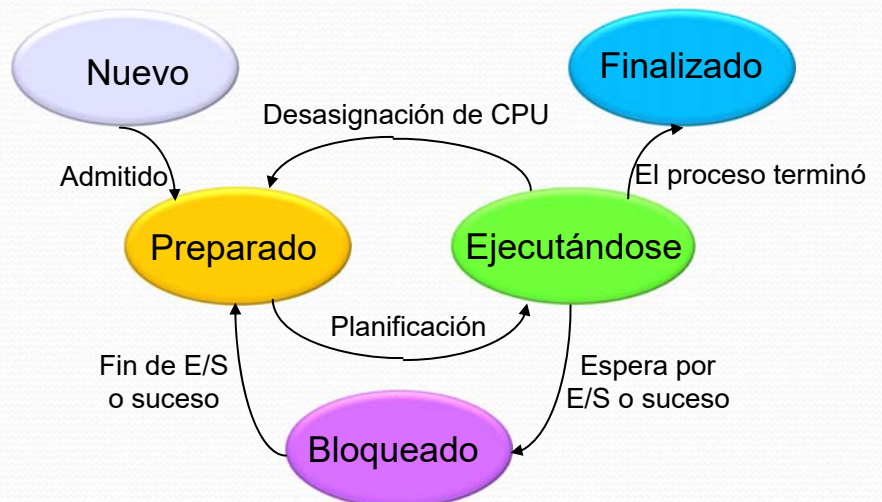 Nuevo
Finalizado
Desasignación de CPU
Admitido
El proceso terminó
Preparado
Ejecutándose
Planificación
Fin de E/S
o suceso
Espera por
E/S o suceso
Bloqueado